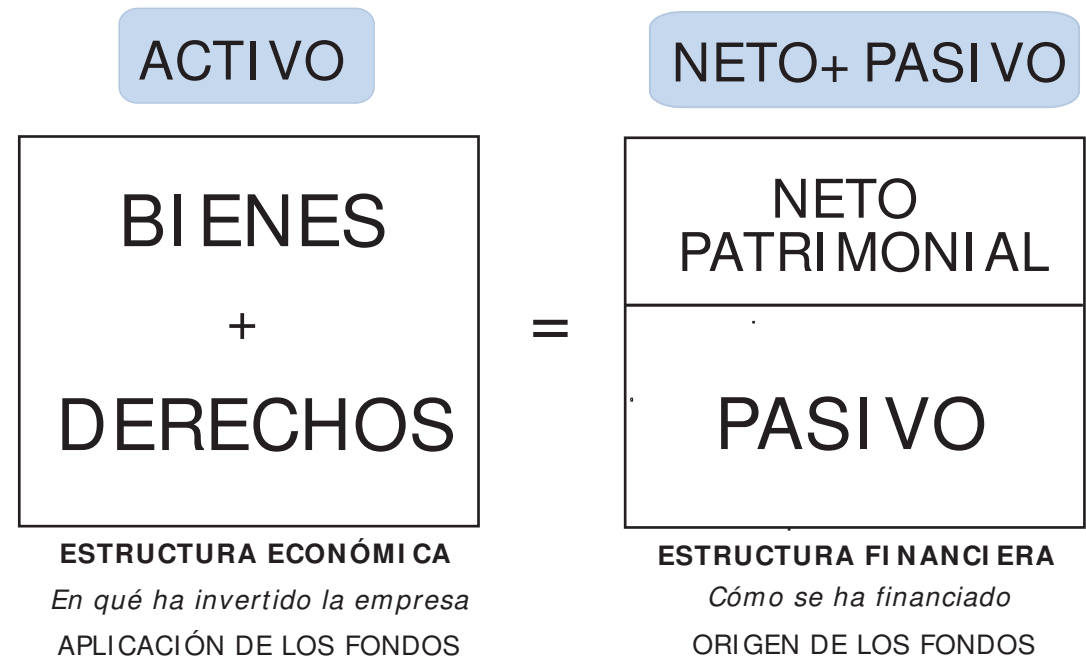 ACTIVO
NETO+ PASIVO
BIENES
+
DERECHOS
=
NETO
PATRIMONIAL
PASIVO
ESTRUCTURA ECONÓMICA
En qué ha invertido la empresa
APLICACIÓN DE LOS FONDOS
ESTRUCTURA FINANCIERA
Cómo se ha financiado
ORIGEN DE LOS FONDOS